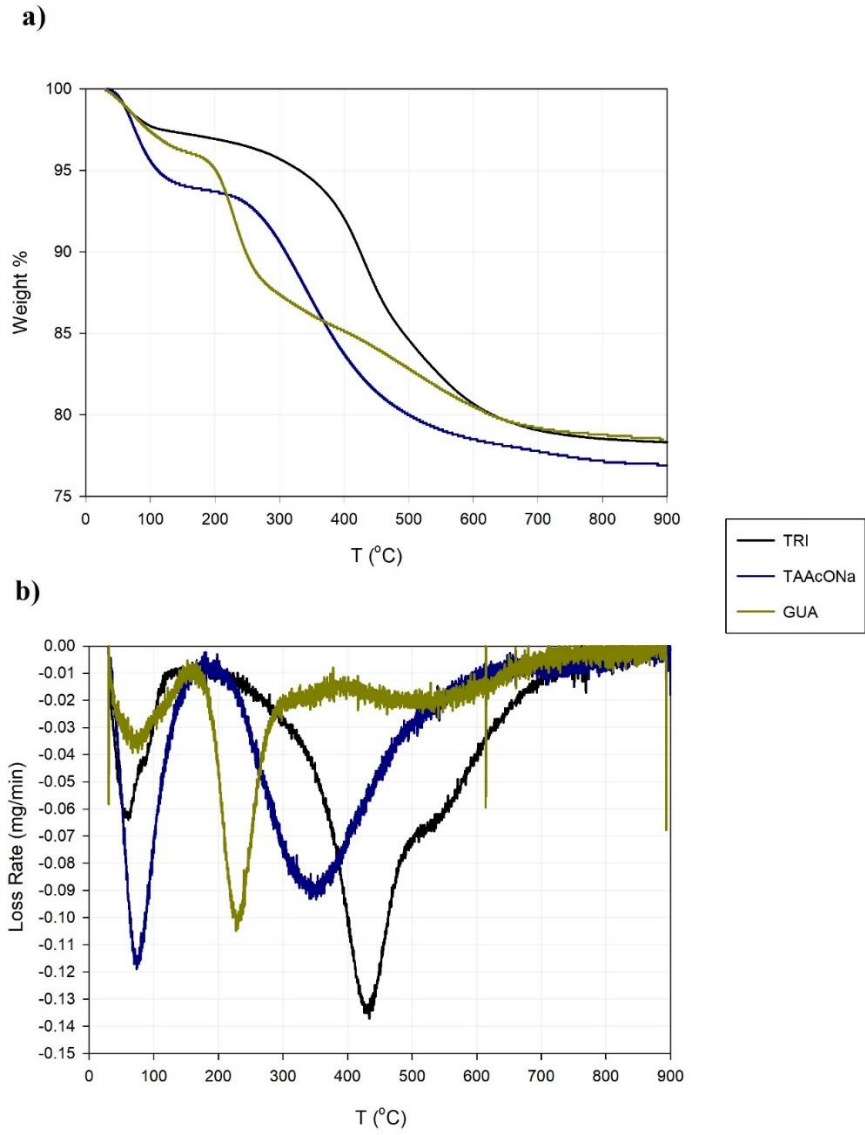 a)
100
95
90
85
80
75
Weight %
0 100 200 300 400 500 600 700 800 900
T (°C)
TRI
TAAcONa
GUA
b)
0.00
-0.01
-0.02
-0.03
-0.04
-0.05
-0.06
-0.07
-0.08
-0.09
-0.10
-0.11
-0.12
-0.13
-0.14
-0.15
Loss Rate (mg/min)
0 100 200 300 400 500 600 700 800 900
T (°C)